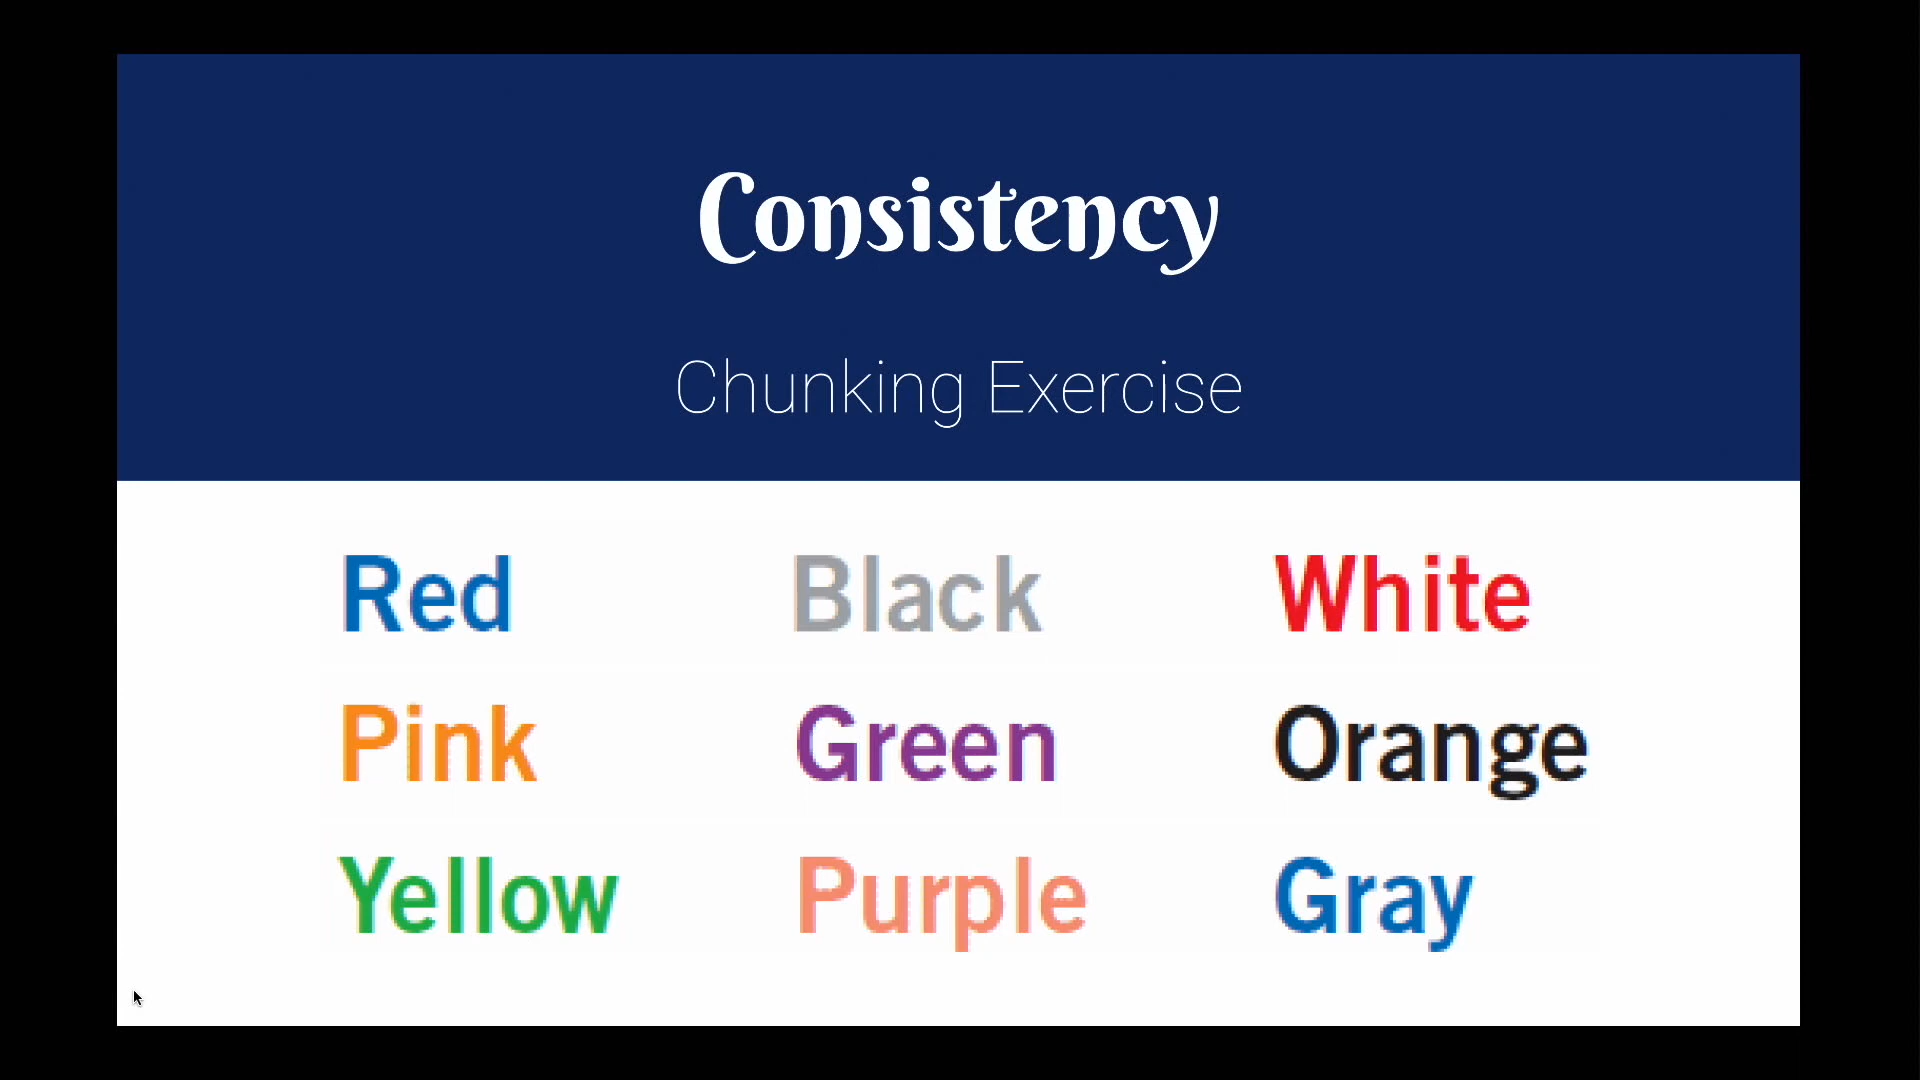 Consistency
Chunking Exercise
Red Black White
Pink Green Orange
Yellow Purple Gray